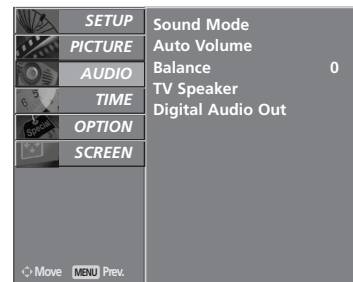 SETUP
PICTURE
AUDIO
TIME
OPTION
SCREEN
Move MENU Prev.
Sound Mode
Auto Volume
Balance 0
TV Speaker
Digital Audio Out